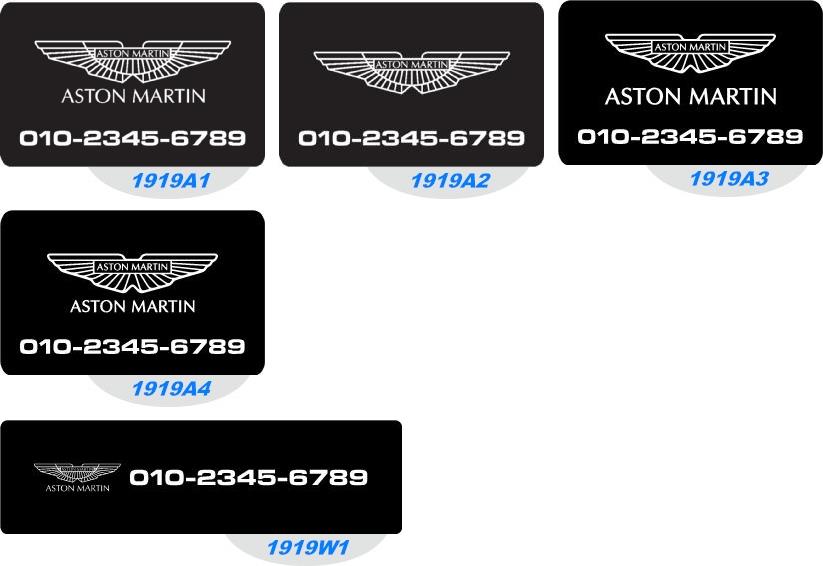 ASTON MARTIN
ASTON MARTIN
010-2345-6789
1919A1
ASTON MARTIN
010-2345-6789
1919A2
ASTON MARTIN
ASTON MARTIN
010-2345-6789
1919A3
ASTON MARTIN
ASTON MARTIN
010-2345-6789
1919A4
ASTON MARTIN
010-2345-6789
1919W1